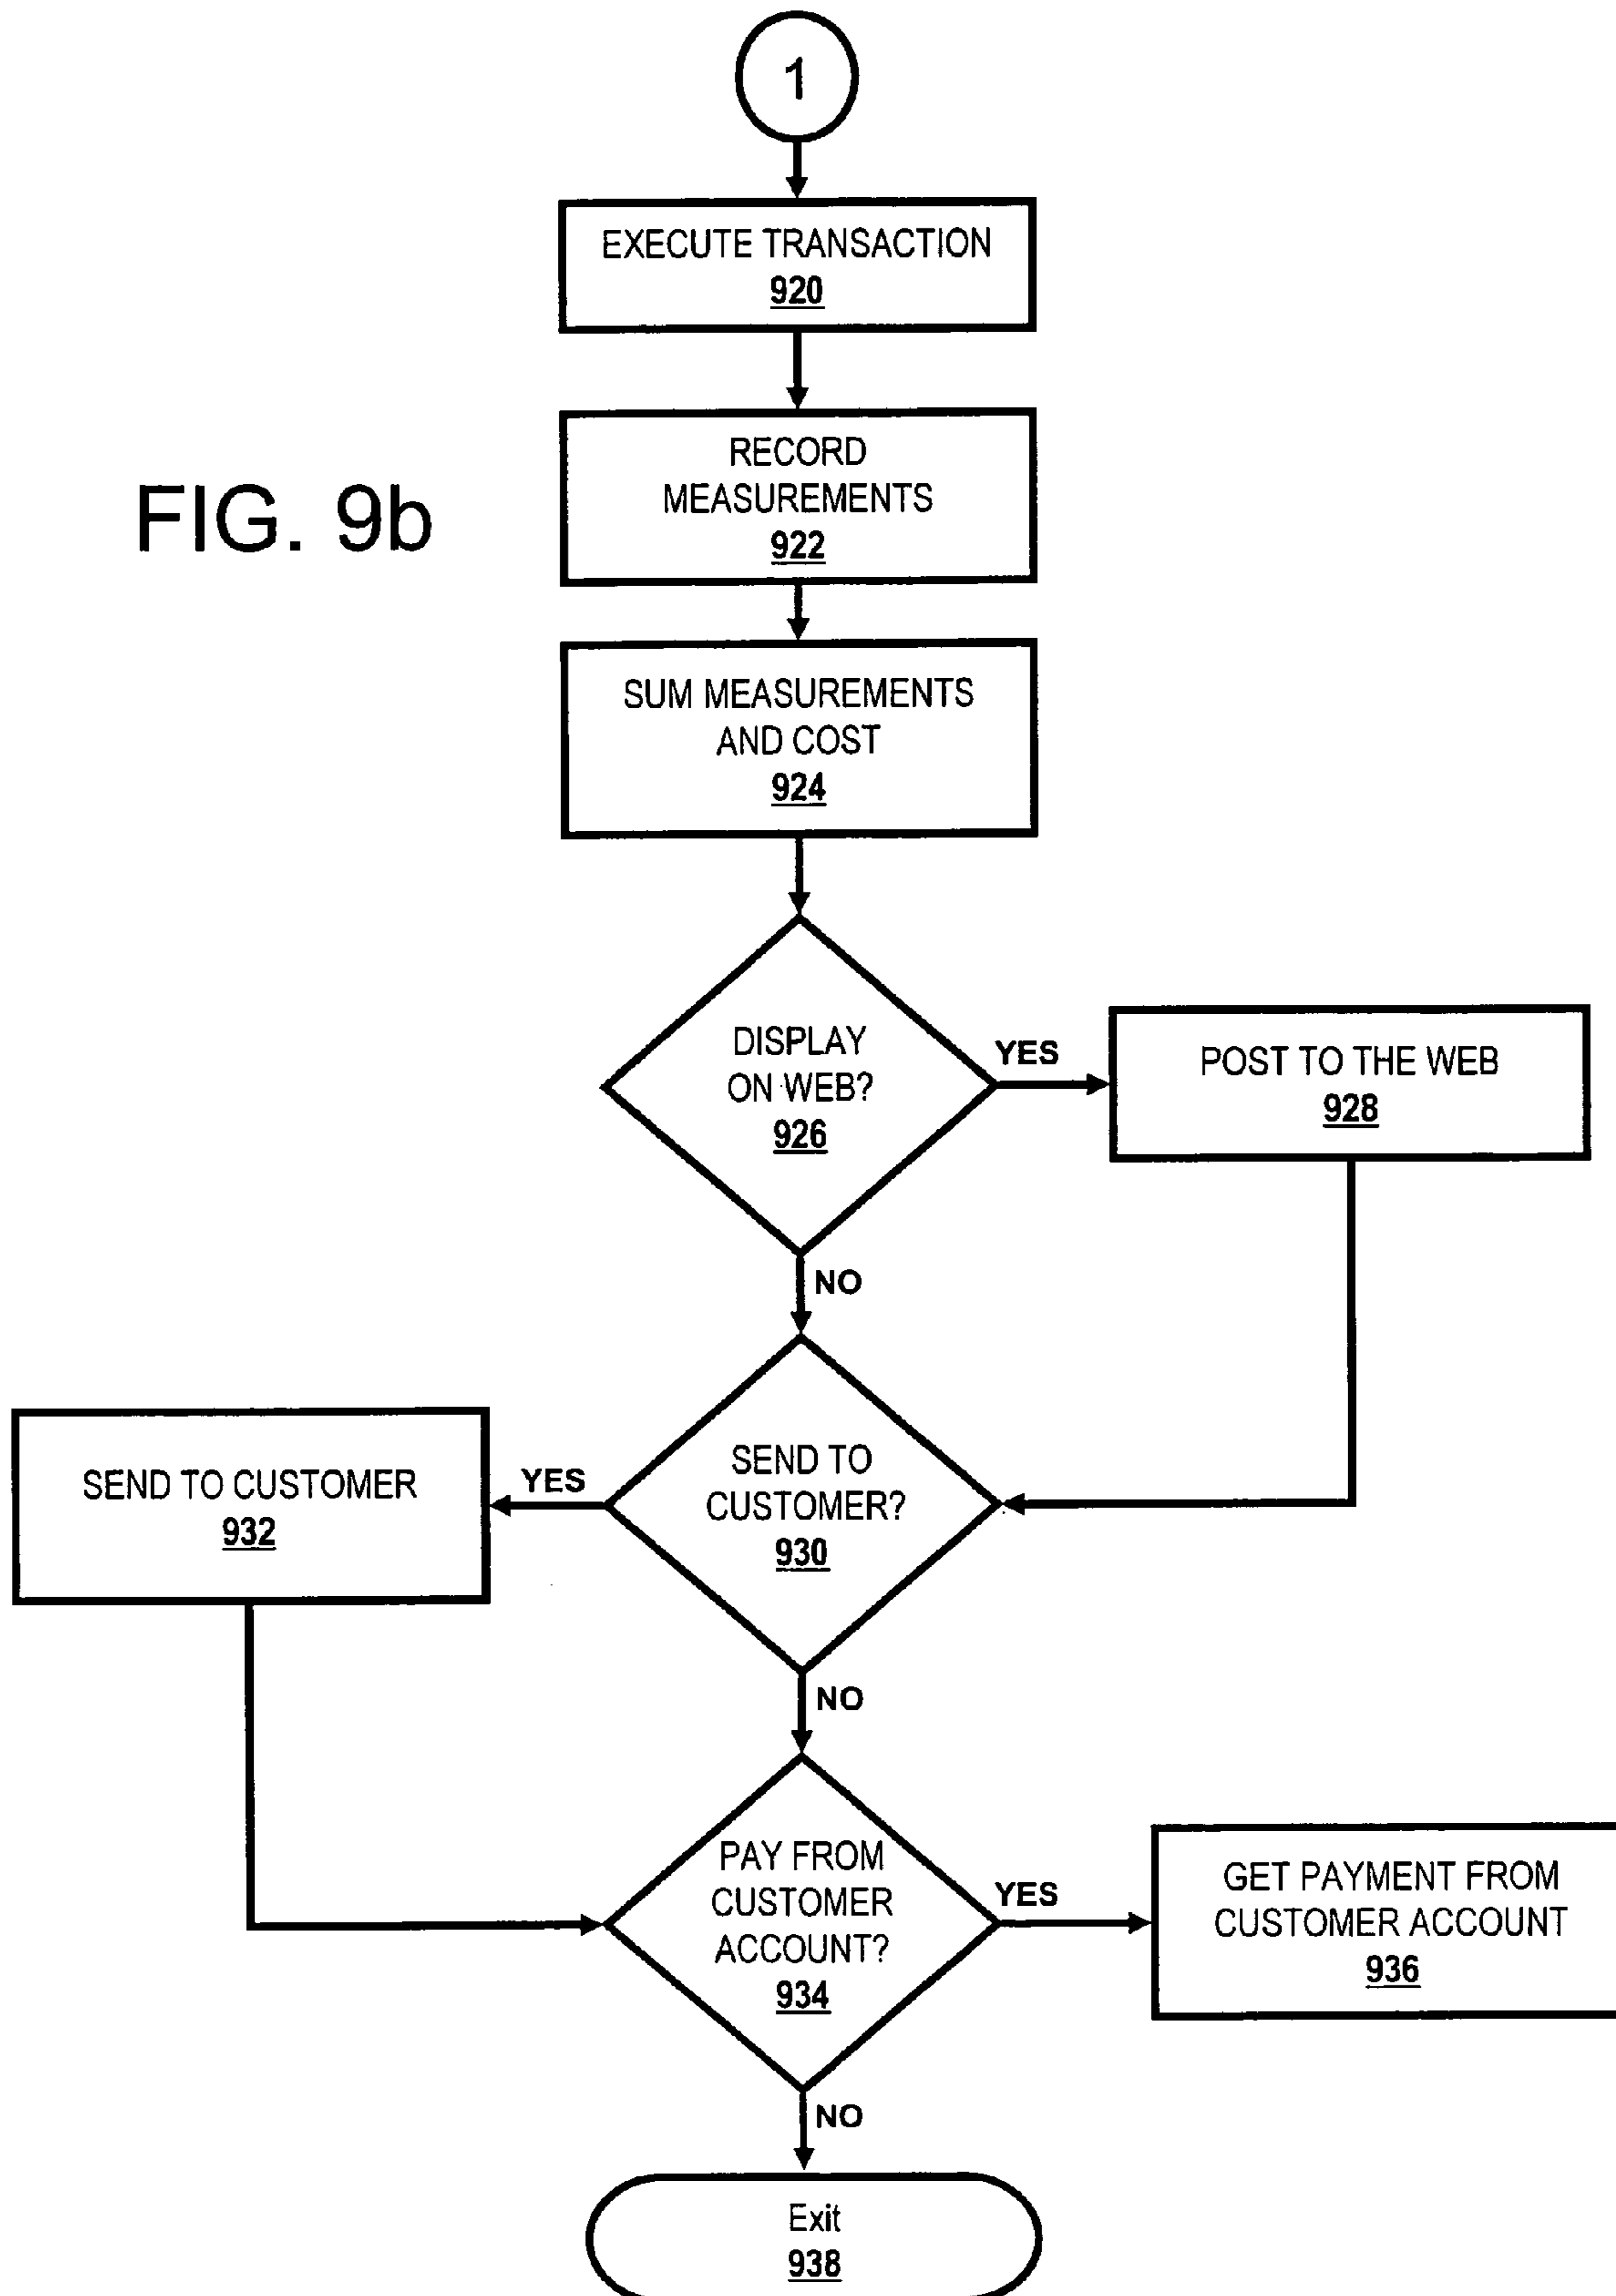 1
EXECUTE TRANSACTION
920
FIG. 9b
RECORD
MEASUREMENTS
922
SUM MEASUREMENTS
AND COST
924
DISPLAY
ON WEB?
926
YES
POST TO THE WEB
928
NO
SEND TO CUSTOMER
932
YES
SEND TO
CUSTOMER?
930
NO
PAY FROM
CUSTOMER
ACCOUNT?
934
YES
GET PAYMENT FROM
CUSTOMER ACCOUNT
936
NO
Exit
938